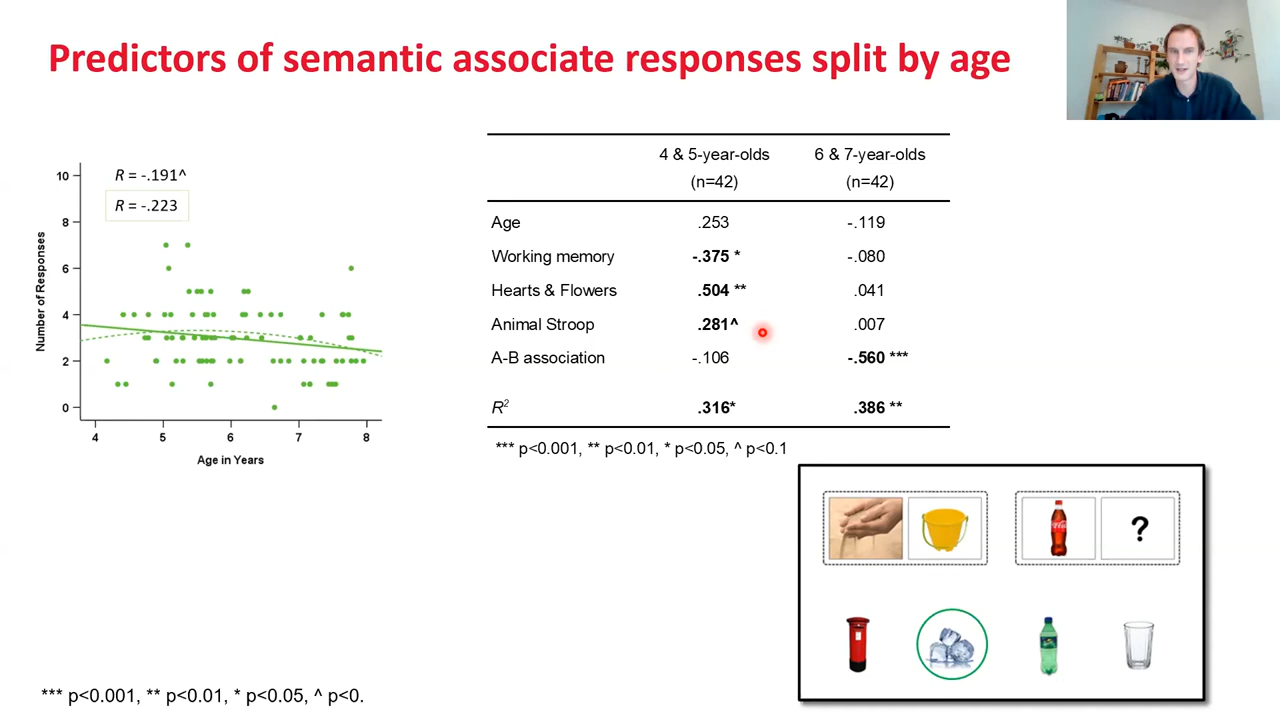 Predictors of semantic associate responses split by age
R = -.191^
R = -.223
10
8
6
4
2
0
Number of Responses
4 5 6 7 8
Age in Years
4 & 5-year-olds 6 & 7-year-olds
(n=42) (n=42)
Age .253 -.119
Working memory -.375 * -.080
Hearts & Flowers .504 ** .041
Animal Stroop .281^ .007
A-B association -.106 -.560 ***
R² .316* .386 **
*** p<0.001, ** p<0.01, * p<0.05, ^ p<0.1
?
*** p<0.001, ** p<0.01, * p<0.05, ^ p<0.